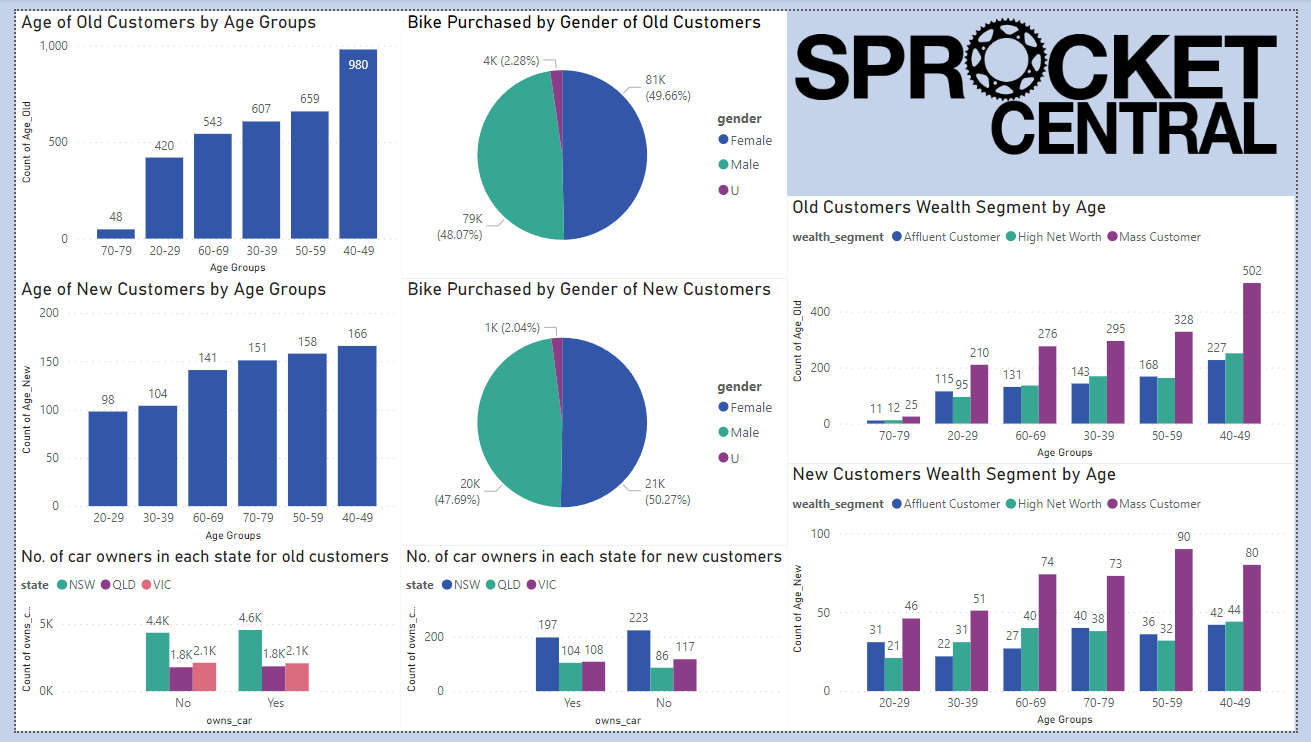 Age of Old Customers by Age Groups
Count of Age_Old
1,000
500
0
48
420
543
607
659
980
70-79
20-29
60-69
30-39
50-59
40-49
Age Groups
Bike Purchased by Gender of Old Customers
4K (2.28%)
81K
(49.66%)
79K
(48.07%)
gender
Female
Male
U
SPROCKET
CENTRAL
Age of New Customers by Age Groups
Count of Age_New
200
150
100
50
0
98
104
141
151
158
166
20-29
30-39
60-69
70-79
50-59
40-49
Age Groups
Bike Purchased by Gender of New Customers
1K (2.04%)
20K
(47.69%)
21K
(50.27%)
gender
Female
Male
U
Old Customers Wealth Segment by Age
wealth_segment Affluent Customer High Net Worth Mass Customer
Count of Age_Old
400
200
0
11 12 25
115 95 210
131 276
143 295
168 328
227 502
70-79
20-29
60-69
30-39
50-59
40-49
Age Groups
New Customers Wealth Segment by Age
wealth_segment Affluent Customer High Net Worth Mass Customer
Count of Age_New
100
50
0
31 21 46
22 31 51
27 40 74
40 38 73
36 32 90
42 44 80
20-29
30-39
60-69
70-79
50-59
40-49
Age Groups
No. of car owners in each state for old customers
state NSW QLD VIC
Count of owns_c...
5K
0K
4.4K 1.8K 2.1K
4.6K 1.8K 2.1K
No
Yes
owns_car
No. of car owners in each state for new customers
state NSW QLD VIC
Count of owns_c...
200
0
197 104 108
223 86 117
Yes
No
owns_car